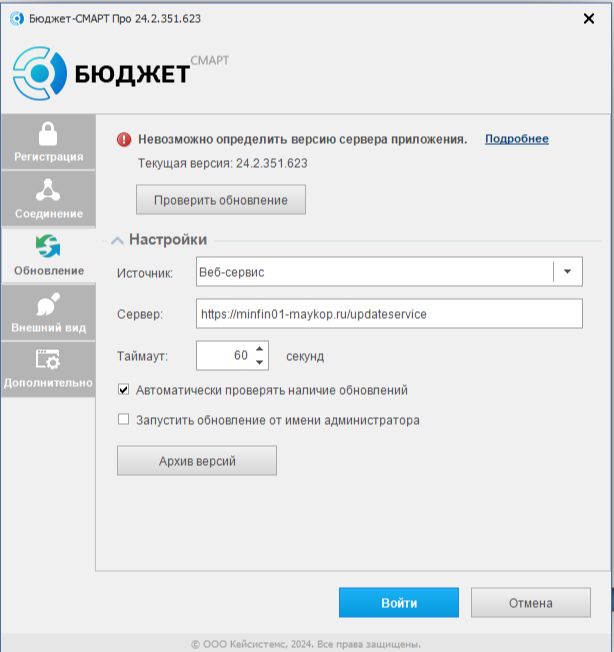 Бюджет-СМАРТ Про 24.2.351.623
БЮДЖЕТ СМАРТ
Регистрация
Соединение
Обновление
Внешний вид
Дополнительно
Невозможно определить версию сервера приложения. Подробнее
Текущая версия: 24.2.351.623
Проверить обновление
Настройки
Источник: Веб-сервис
Сервер: https://minfin01-maykop.ru/updateservice
Таймаут: 60 секунд
Автоматически проверять наличие обновлений
Запустить обновление от имени администратора
Архив версий
Войти Отмена
© ООО Кейсистемс, 2024. Все права защищены.